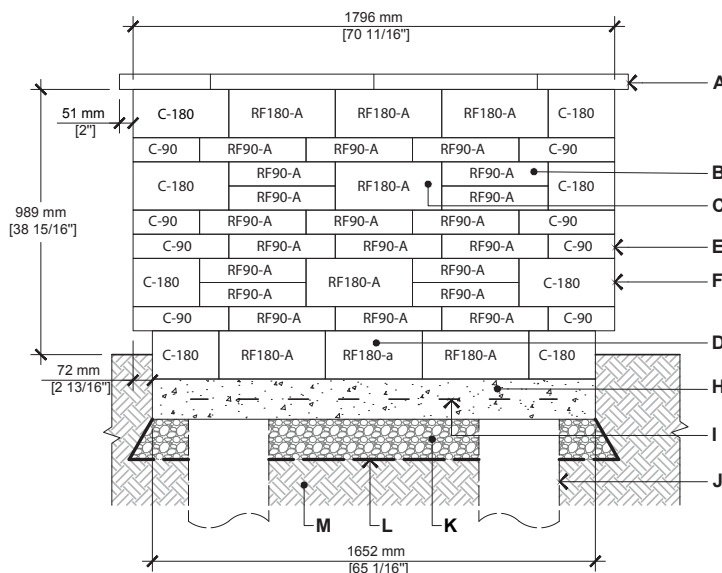 1796 mm
[70 11/16"]
A
51 mm
[2"]
C-180 RF180-A RF180-A RF180-A C-180
C-90 RF90-A RF90-A RF90-A C-90
C-180 RF90-A RF180-A RF90-A C-180
B
RF90-A RF90-A
C
989 mm
[38 15/16"]
C-90 RF90-A RF90-A RF90-A C-90
C-90 RF90-A RF90-A RF90-A C-90
E
C-180 RF90-A RF180-A RF90-A C-180
F
RF90-A RF90-A
C-90 RF90-A RF90-A RF90-A C-90
D
C-180 RF180-A RF180-a RF180-A C-180
72 mm
[2 13/16"]
H
I
J
M L K
1652 mm
[65 1/16"]